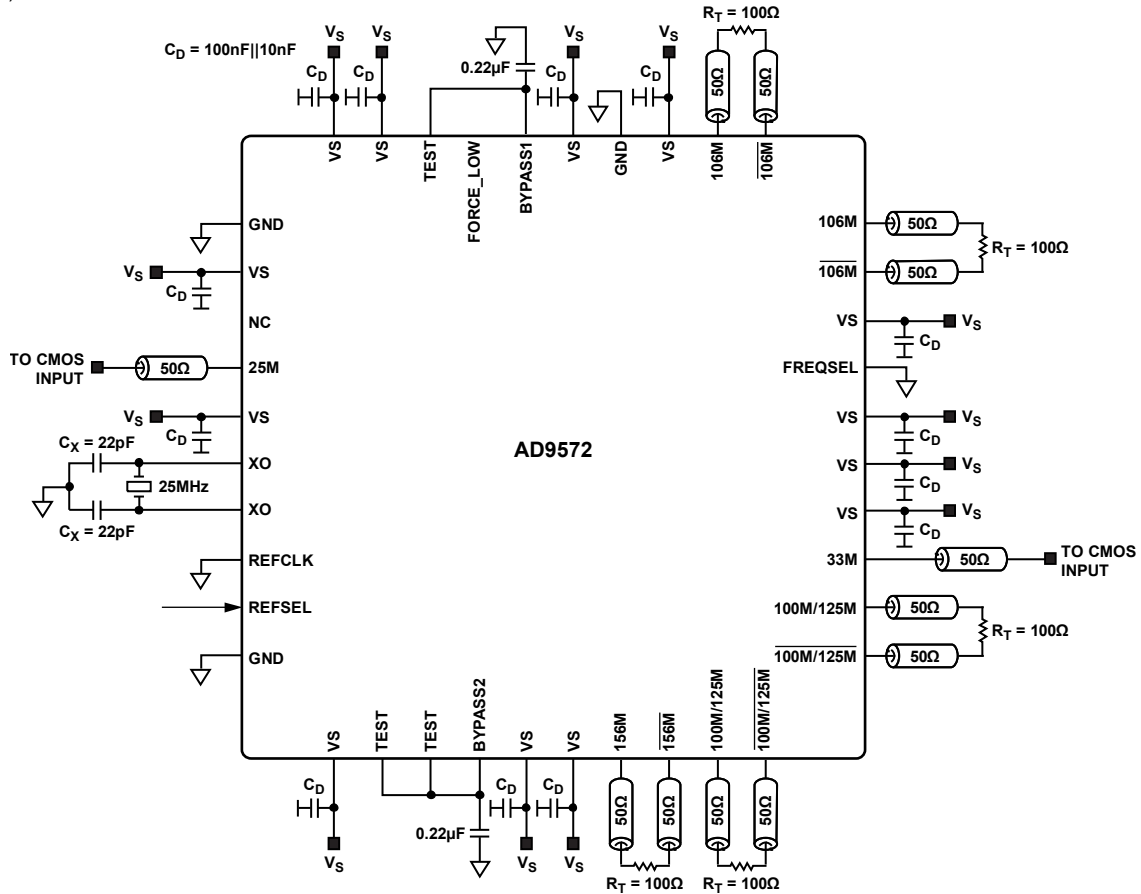 C_D = 100nF||10nF
V_S
V_S
C_D
C_D
0.22µF
V_S
C_D
V_S
C_D
R_T = 100Ω
50Ω
50Ω
VS
VS
TEST
FORCE_LOW
BYPASS1
VS
GND
VS
106M
106M
GND
V_S
VS
C_D
NC
TO CMOS
INPUT
50Ω
25M
V_S
VS
C_D
C_X = 22pF
XO
25MHz
XO
C_X = 22pF
REFCLK
REFSEL
GND
AD9572
106M
50Ω
R_T = 100Ω
106M
50Ω
VS
V_S
C_D
FREQSEL
VS
V_S
C_D
VS
V_S
C_D
VS
V_S
C_D
33M
50Ω
TO CMOS
INPUT
100M/125M
50Ω
R_T = 100Ω
100M/125M
50Ω
VS
TEST
TEST
BYPASS2
VS
VS
156M
156M
100M/125M
100M/125M
C_D
V_S
0.22µF
C_D
C_D
V_S
V_S
50Ω
50Ω
50Ω
50Ω
R_T = 100Ω
R_T = 100Ω